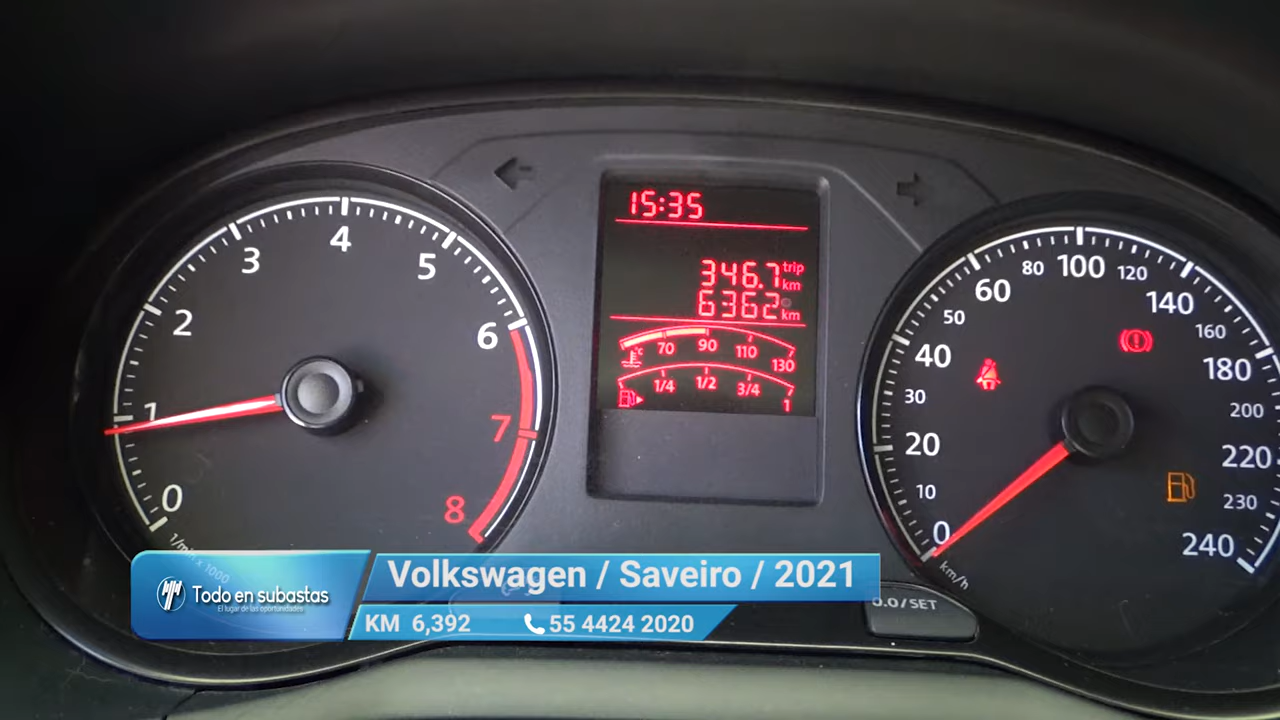 15:35
346.7 trip km
6362 km
70 90 110 130
°C
1/4 1/2 3/4 1
0 1 2 3 4 5 6 7 8
1/min x 1000
0 10 20 30 40 50 60 80 100 120 140 160 180 200 220 230 240
km/h
0.0/SET
Todo en subastas
El lugar de las oportunidades
Volkswagen / Saveiro / 2021
KM 6,392
55 4424 2020